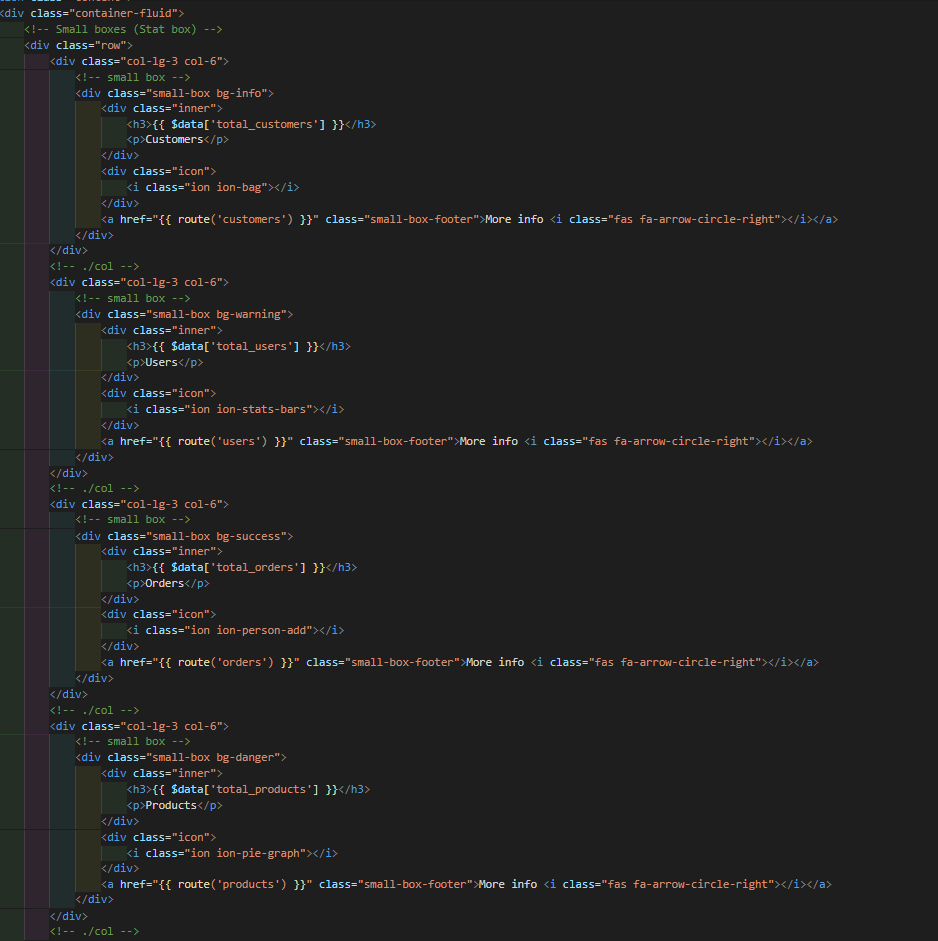 <div class="container-fluid">
<!-- Small boxes (Stat box) -->
<div class="row">
<div class="col-lg-3 col-6">
<!-- small box -->
<div class="small-box bg-info">
<div class="inner">
<h3>{{ $data['total_customers'] }}</h3>
<p>Customers</p>
</div>
<div class="icon">
<i class="ion ion-bag"></i>
</div>
<a href="{{ route('customers') }}" class="small-box-footer">More info <i class="fas fa-arrow-circle-right"></i></a>
</div>
</div>
<!-- ./col -->
<div class="col-lg-3 col-6">
<!-- small box -->
<div class="small-box bg-warning">
<div class="inner">
<h3>{{ $data['total_users'] }}</h3>
<p>Users</p>
</div>
<div class="icon">
<i class="ion ion-stats-bars"></i>
</div>
<a href="{{ route('users') }}" class="small-box-footer">More info <i class="fas fa-arrow-circle-right"></i></a>
</div>
</div>
<!-- ./col -->
<div class="col-lg-3 col-6">
<!-- small box -->
<div class="small-box bg-success">
<div class="inner">
<h3>{{ $data['total_orders'] }}</h3>
<p>Orders</p>
</div>
<div class="icon">
<i class="ion ion-person-add"></i>
</div>
<a href="{{ route('orders') }}" class="small-box-footer">More info <i class="fas fa-arrow-circle-right"></i></a>
</div>
</div>
<!-- ./col -->
<div class="col-lg-3 col-6">
<!-- small box -->
<div class="small-box bg-danger">
<div class="inner">
<h3>{{ $data['total_products'] }}</h3>
<p>Products</p>
</div>
<div class="icon">
<i class="ion ion-pie-graph"></i>
</div>
<a href="{{ route('products') }}" class="small-box-footer">More info <i class="fas fa-arrow-circle-right"></i></a>
</div>
</div>
<!-- ./col -->